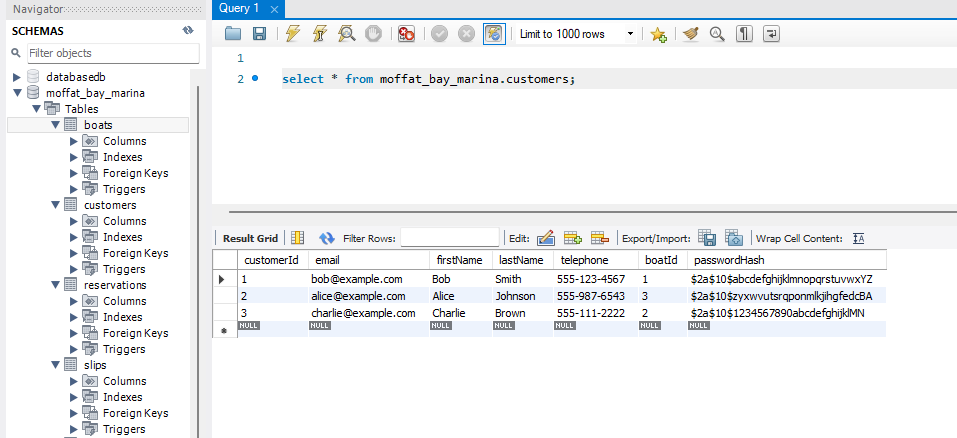 Navigator
SCHEMAS
Filter objects
databasedb
moffat_bay_marina
Tables
boats
Columns
Indexes
Foreign Keys
Triggers
customers
Columns
Indexes
Foreign Keys
Triggers
reservations
Columns
Indexes
Foreign Keys
Triggers
slips
Columns
Indexes
Foreign Keys
Triggers
Query 1
Limit to 1000 rows
1
2 select * from moffat_bay_marina.customers;
Result Grid Filter Rows: Edit: Export/Import: Wrap Cell Content:
customerId email firstName lastName telephone boatId passwordHash
1 bob@example.com Bob Smith 555-123-4567 1 $2a$10$abcdefghijklmnopqrstuvwxYZ
2 alice@example.com Alice Johnson 555-987-6543 3 $2a$10$zyxwvutsrqponmlkjihgfedcBA
3 charlie@example.com Charlie Brown 555-111-2222 2 $2a$10$1234567890abcdefghijklMN
NULL NULL NULL NULL NULL NULL NULL